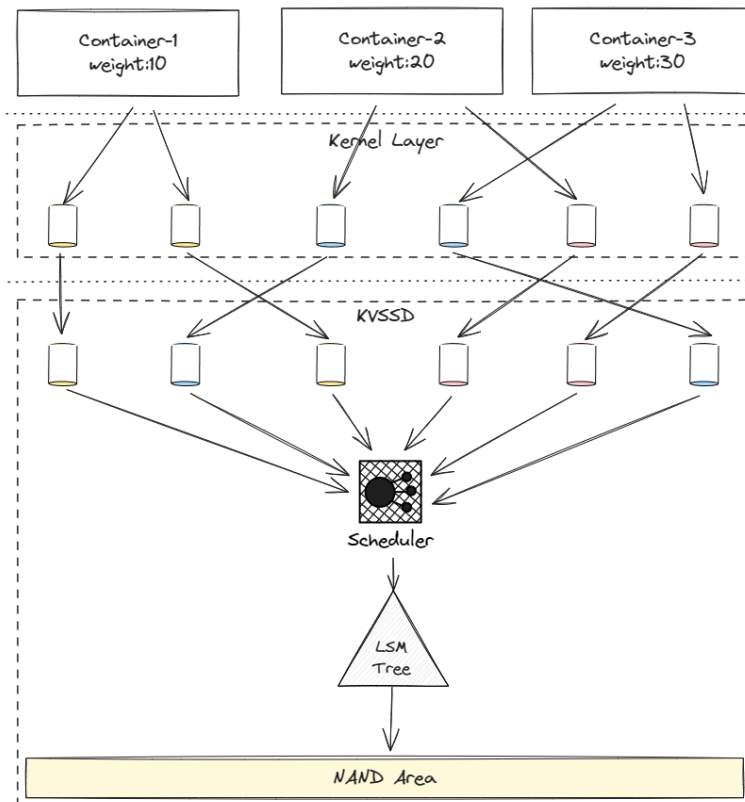 Container-1
weight:10
Container-2
weight:20
Container-3
weight:30
Kernel Layer
KVSSD
Scheduler
LSM
Tree
NAND Area